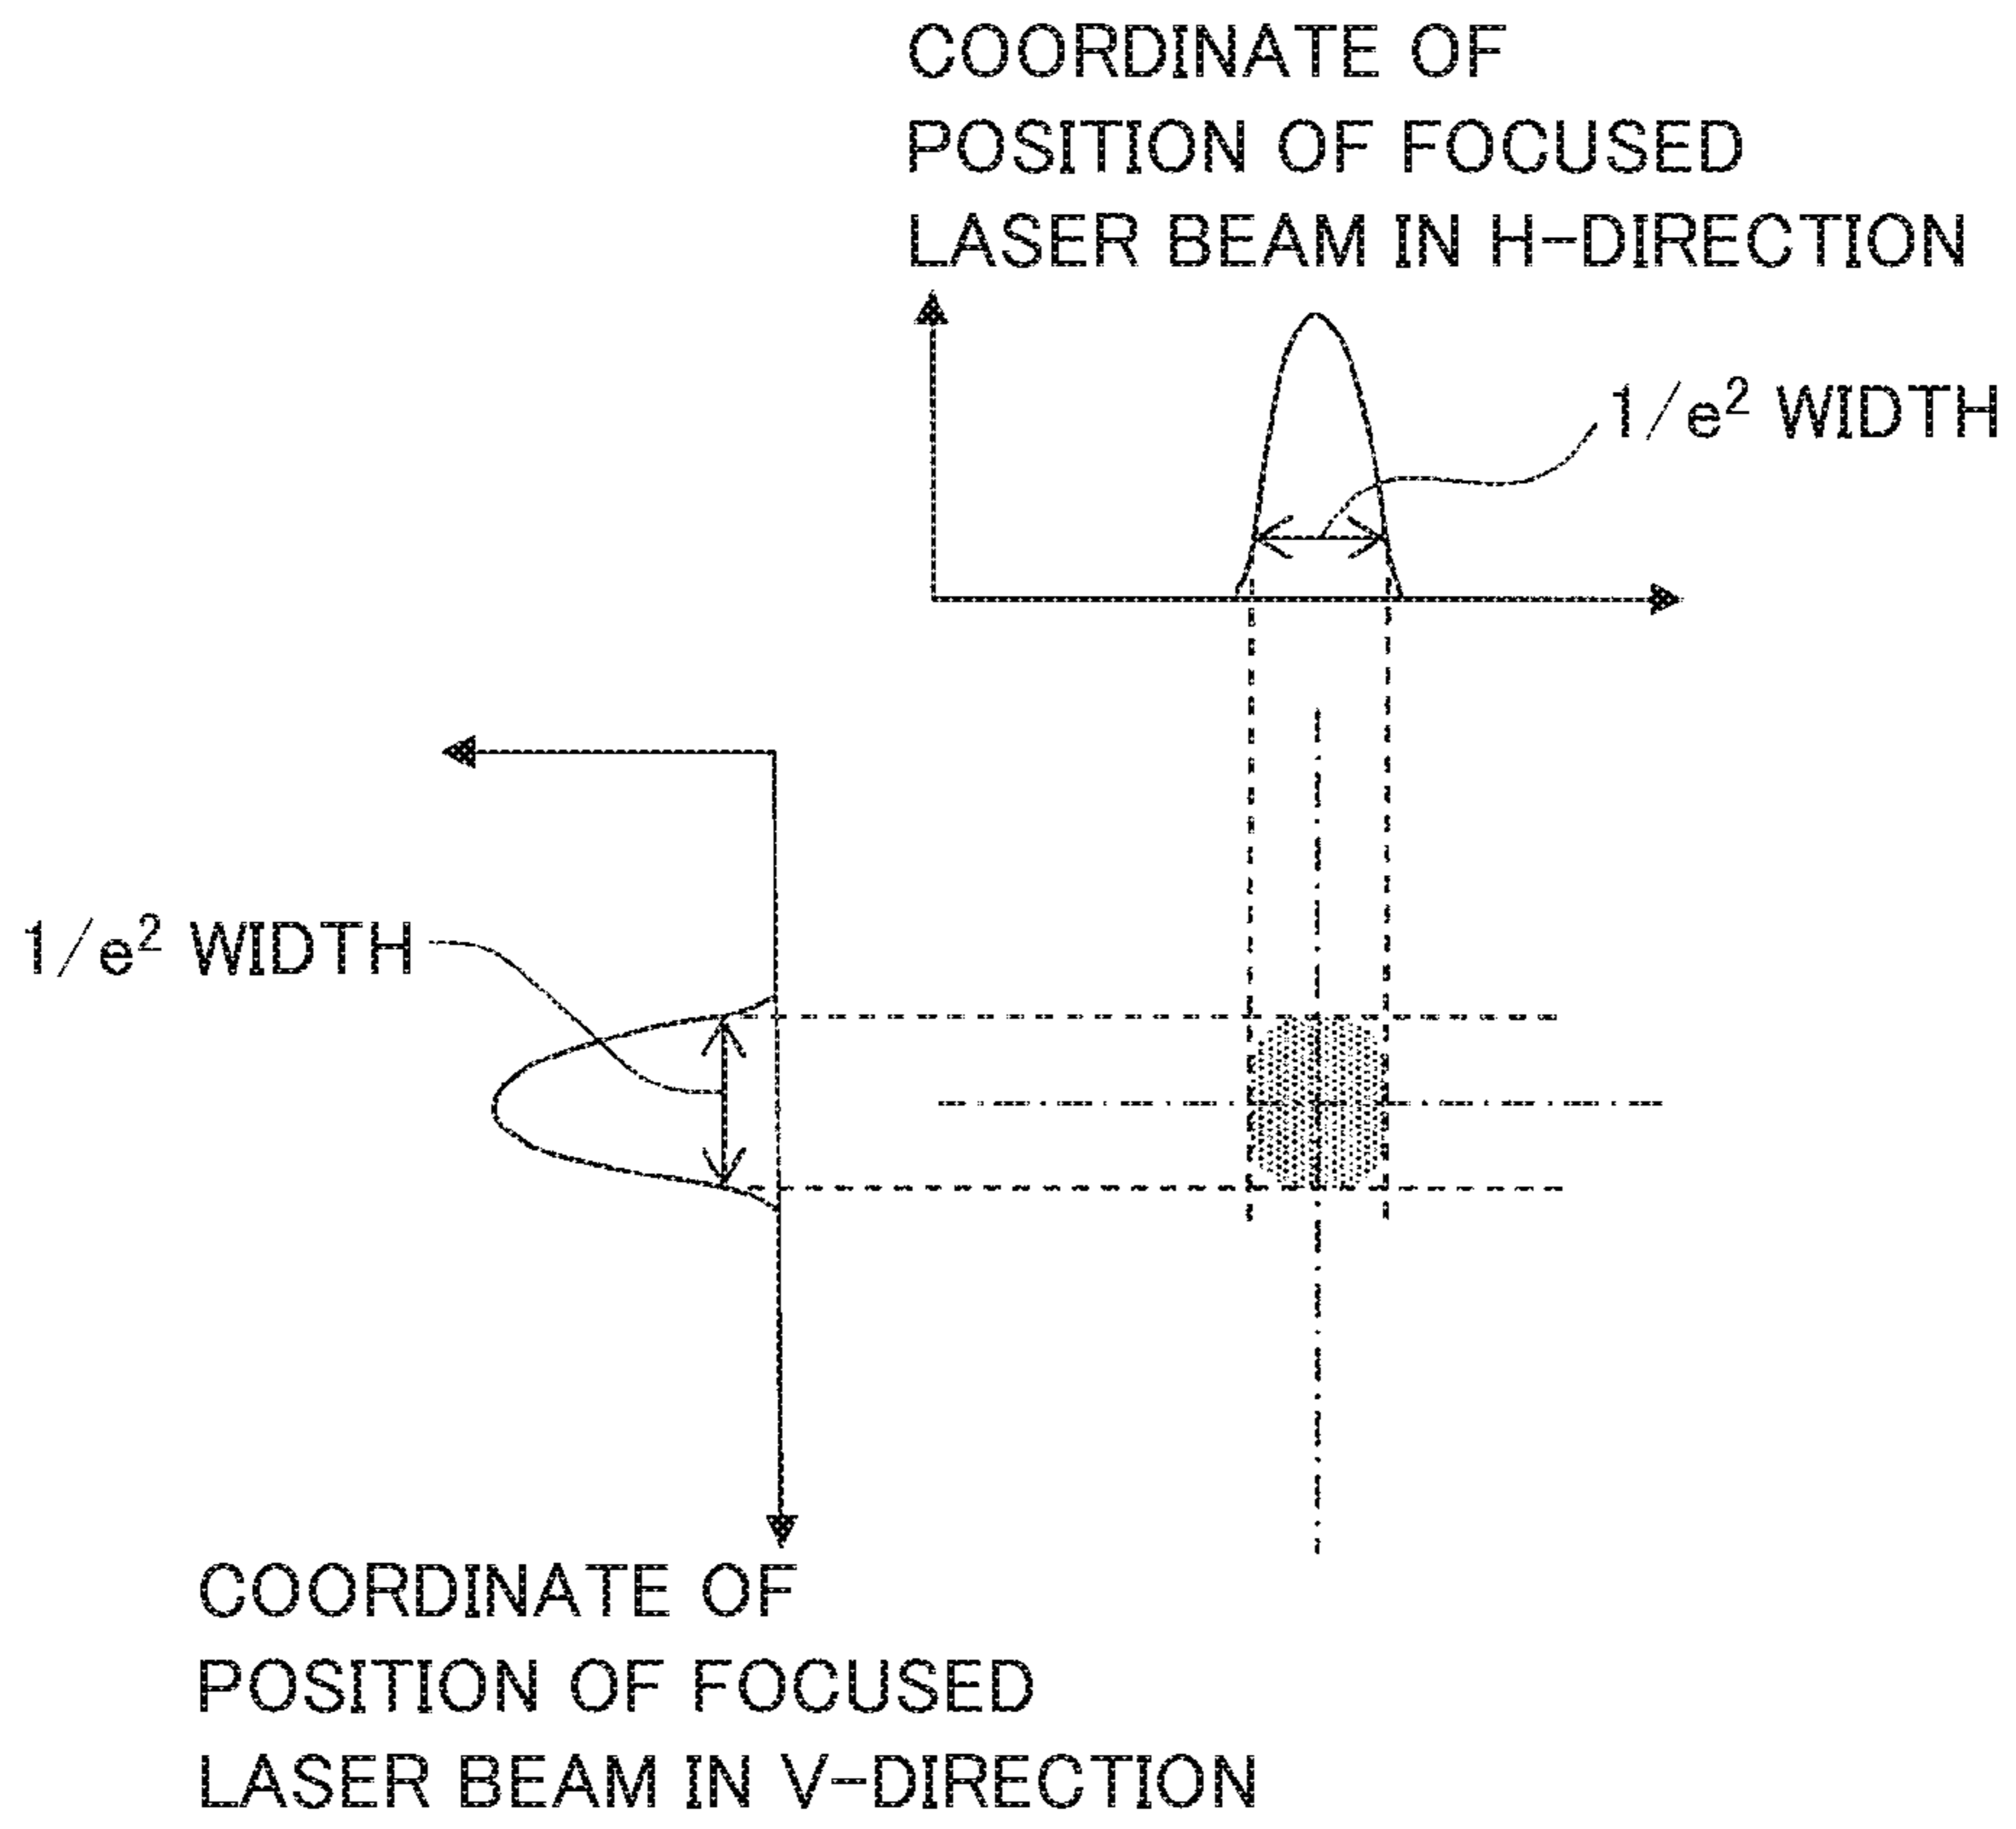 COORDINATE OF
POSITION OF FOCUSED
LASER BEAM IN H-DIRECTION
1/e² WIDTH
1/e² WIDTH
COORDINATE OF
POSITION OF FOCUSED
LASER BEAM IN V-DIRECTION